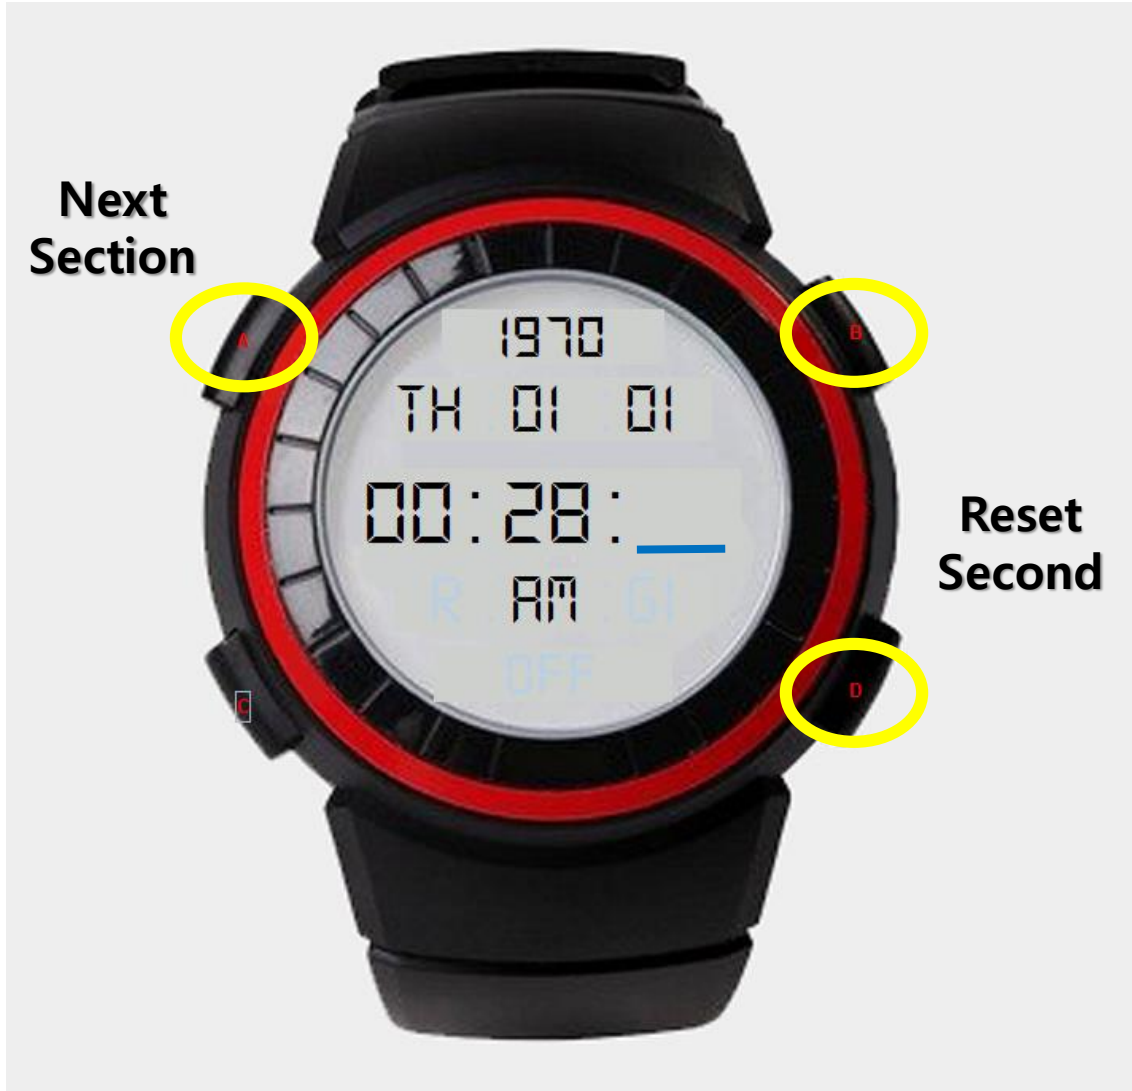 Next
Section
A
B
1970
TH 01 01
00:28:
R AM GI
OFF
Reset
Second
C
D